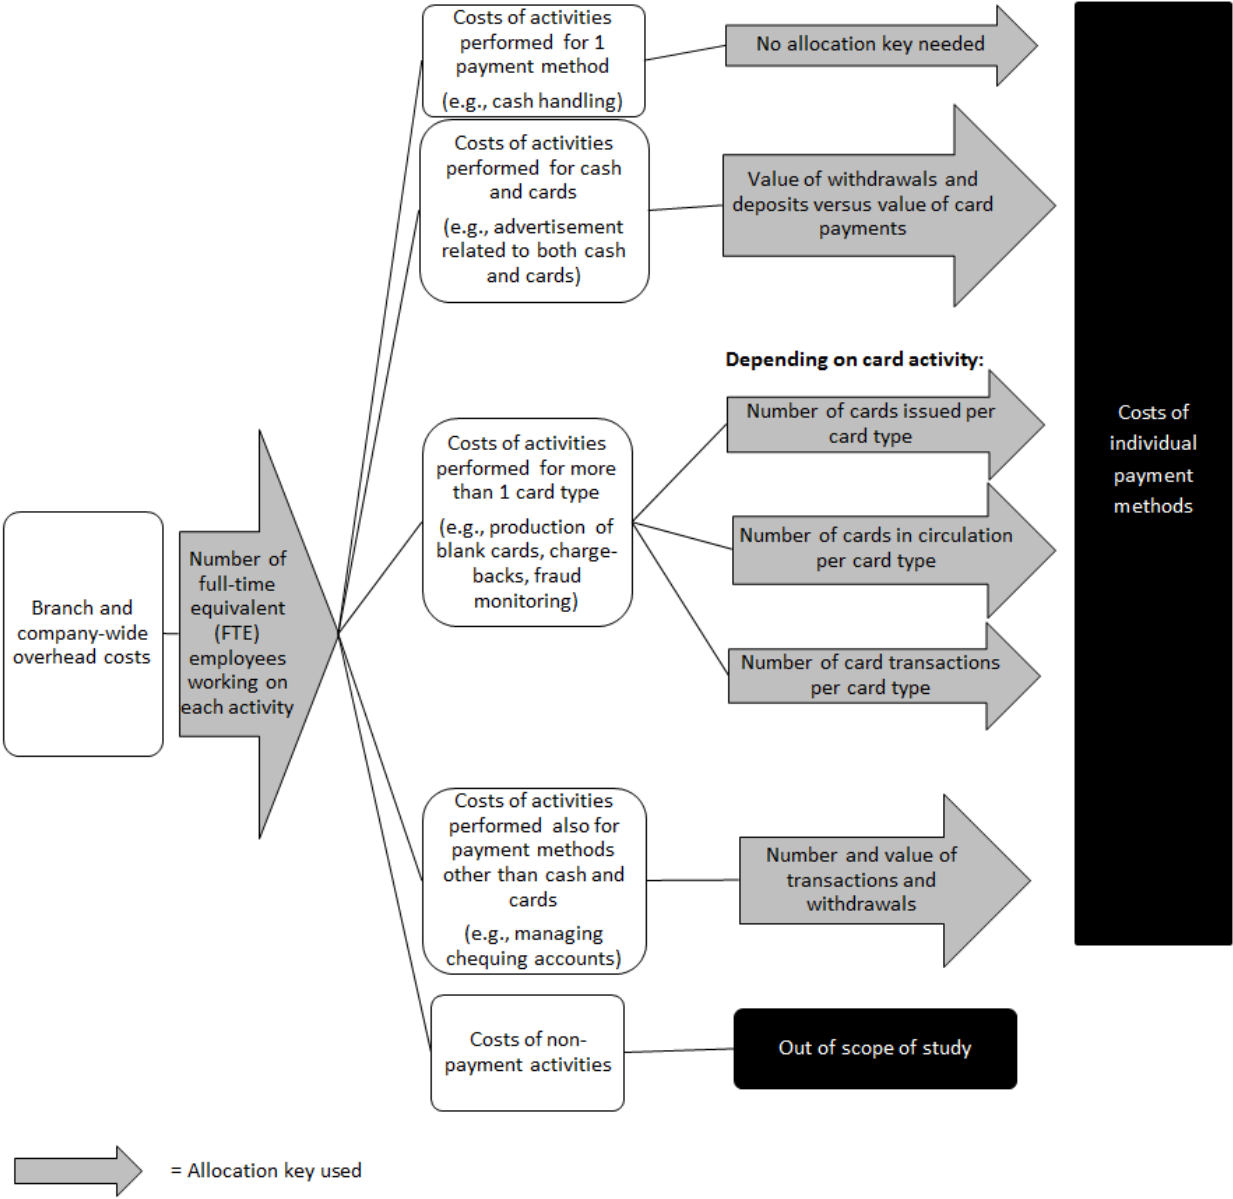 Costs of activities
performed for 1
payment method
(e.g., cash handling)
No allocation key needed
Costs of activities
performed for cash
and cards
(e.g., advertisement
related to both cash
and cards)
Value of withdrawals and
deposits versus value of card
payments
Depending on card activity:
Costs of activities
performed for more
than 1 card type
(e.g., production of
blank cards, charge-
backs, fraud
monitoring)
Number of cards issued per
card type
Number of cards in circulation
per card type
Number of card transactions
per card type
Costs of
individual
payment
methods
Branch and
company-wide
overhead costs
Number of
full-time
equivalent
(FTE)
employees
working on
each activity
Costs of activities
performed also for
payment methods
other than cash and
cards
(e.g., managing
chequing accounts)
Number and value of
transactions and
withdrawals
Costs of non-
payment activities
Out of scope of study
= Allocation key used